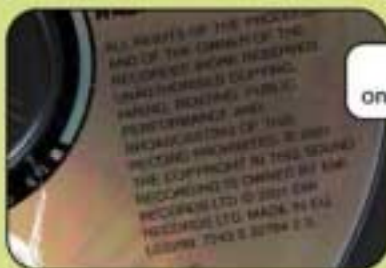 ALL RIGHTS OF THE PRODUCER
AND OF THE OWNER OF THE
RECORDED WORK RESERVED
UNAUTHORISED COPYING,
HIRING, RENTING, PUBLIC
PERFORMANCE AND
BROADCASTING OF THIS
RECORD PROHIBITED.
THE COPYRIGHT IN THIS SOUND
RECORDING IS OWNED BY EMI
RECORDS LTD © 2001 EMI
RECORDS LTD. MADE IN EU.
on